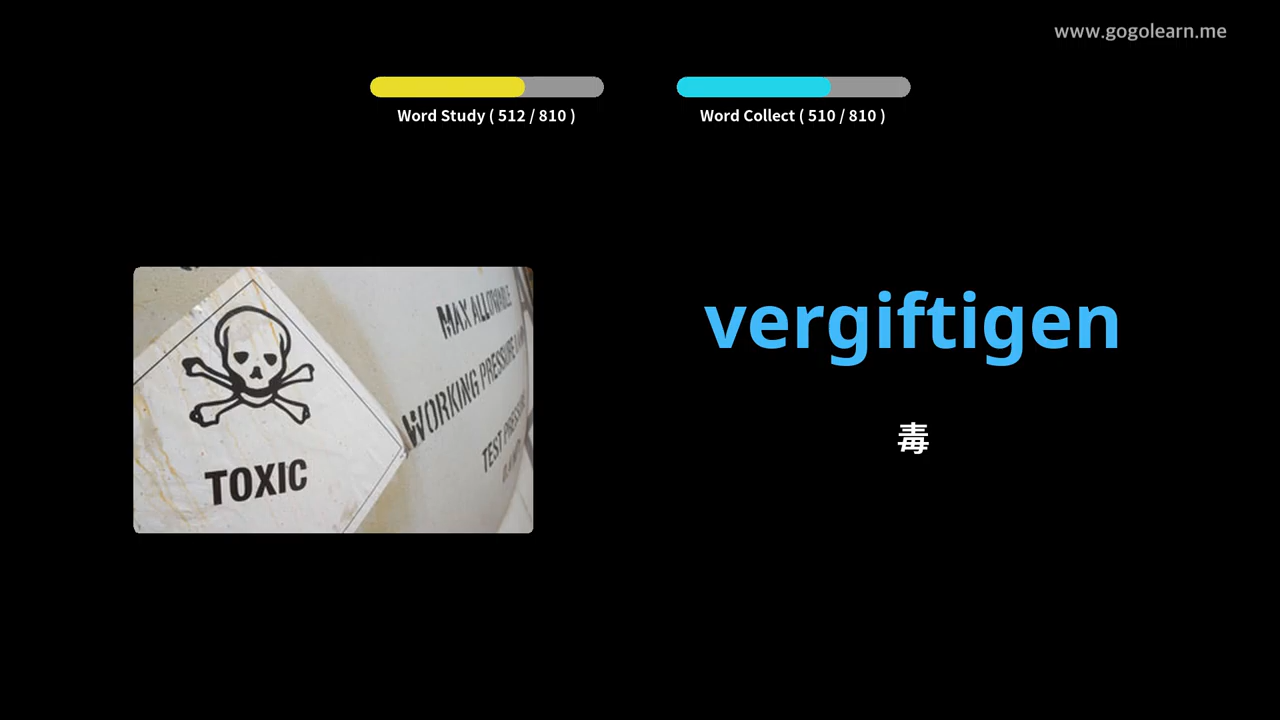 www.gogolearn.me
Word Study ( 512 / 810 )
Word Collect ( 510 / 810 )
vergiftigen
毒
TOXIC
MAX ALLOWABLE
WORKING PRESSURE
TEST PRESSURE